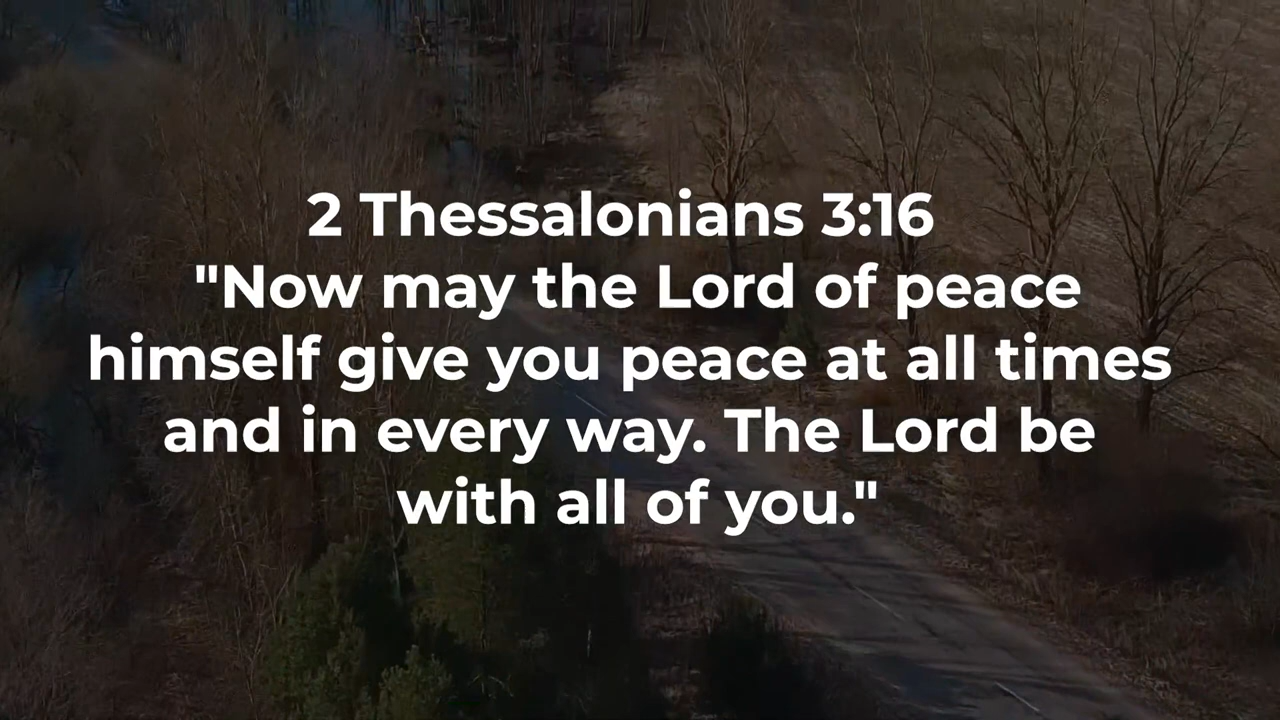 2 Thessalonians 3:16
"Now may the Lord of peace
himself give you peace at all times
and in every way. The Lord be
with all of you."